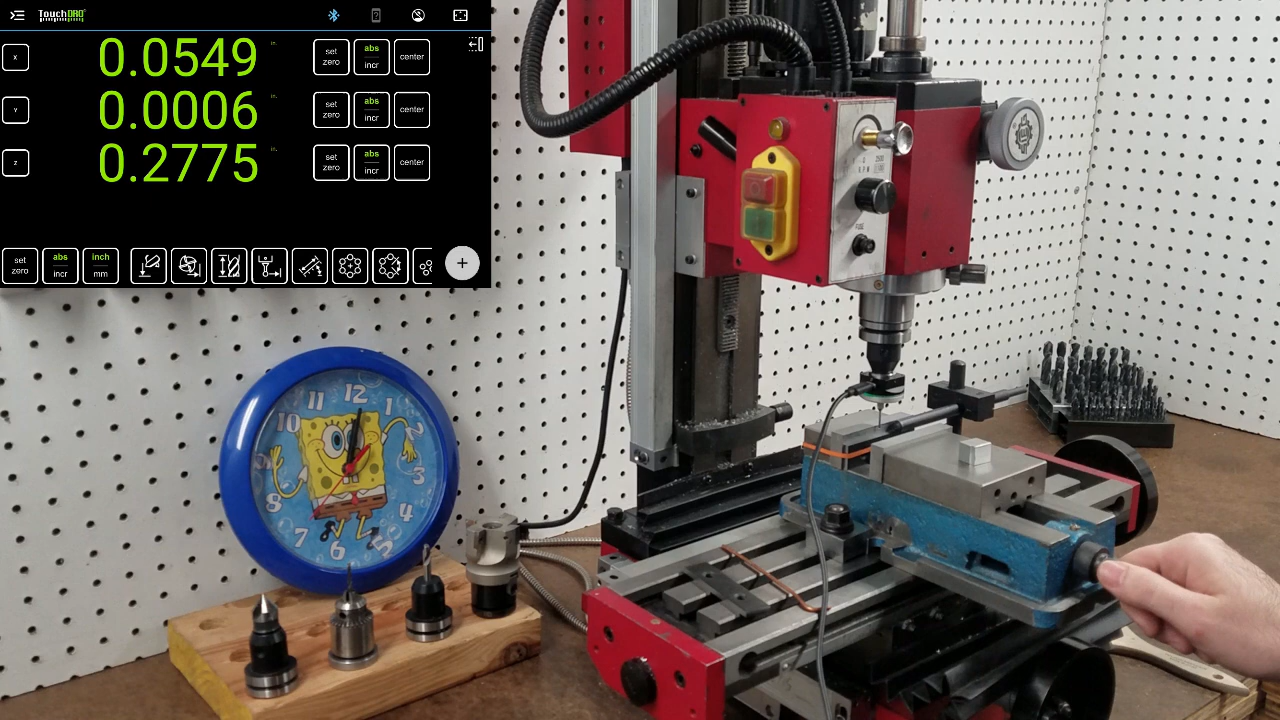 TouchDRO
X 0.0549 in. set zero abs incr center
Y 0.0006 in. set zero abs incr center
Z 0.2775 in. set zero abs incr center
set zero abs incr inch mm +
2500
R.P.M
FUSE
12
11 1
10 2
3
4
8
7 6 5